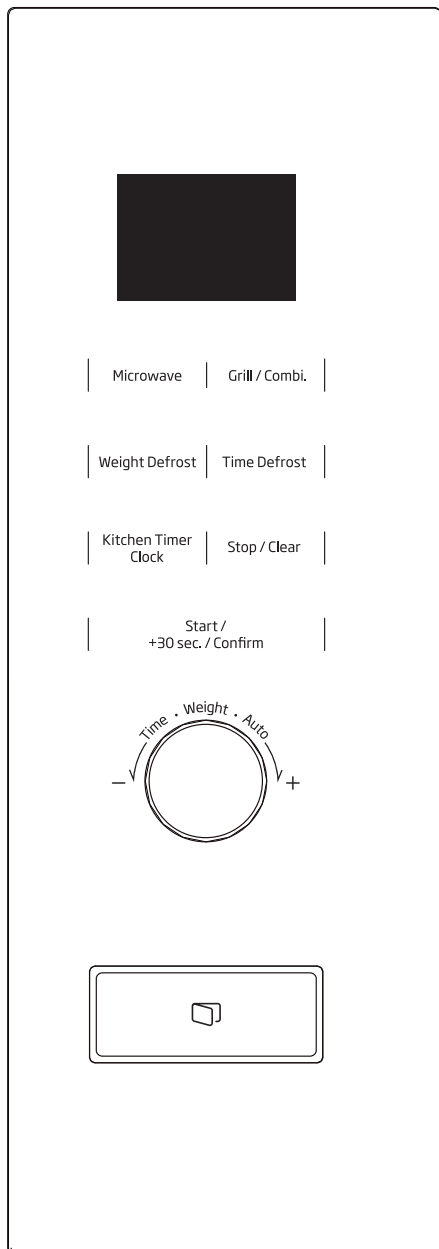 Microwave
Grill / Combi.
Weight Defrost
Time Defrost
Kitchen Timer
Clock
Stop / Clear
Start /
+30 sec. / Confirm
Time . Weight . Auto
− +